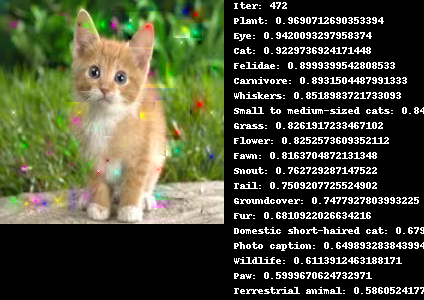 Iter: 472
Plant: 0.9690712690353394
Eye: 0.9420093297958374
Cat: 0.9229736924171448
Felidae: 0.8999399542808533
Carnivore: 0.8931504487991333
Whiskers: 0.8518983721733093
Small to medium-sized cats: 0.84
Grass: 0.8261917233467102
Flower: 0.8252573609352112
Fawn: 0.8163704872131348
Snout: 0.762729287147522
Tail: 0.7509207725524902
Groundcover: 0.7477927803993225
Fur: 0.6810922026634216
Domestic short-haired cat: 0.679
Photo caption: 0.649893283843994
Wildlife: 0.6113912463188171
Paw: 0.5999670624732971
Terrestrial animal: 0.5860524177